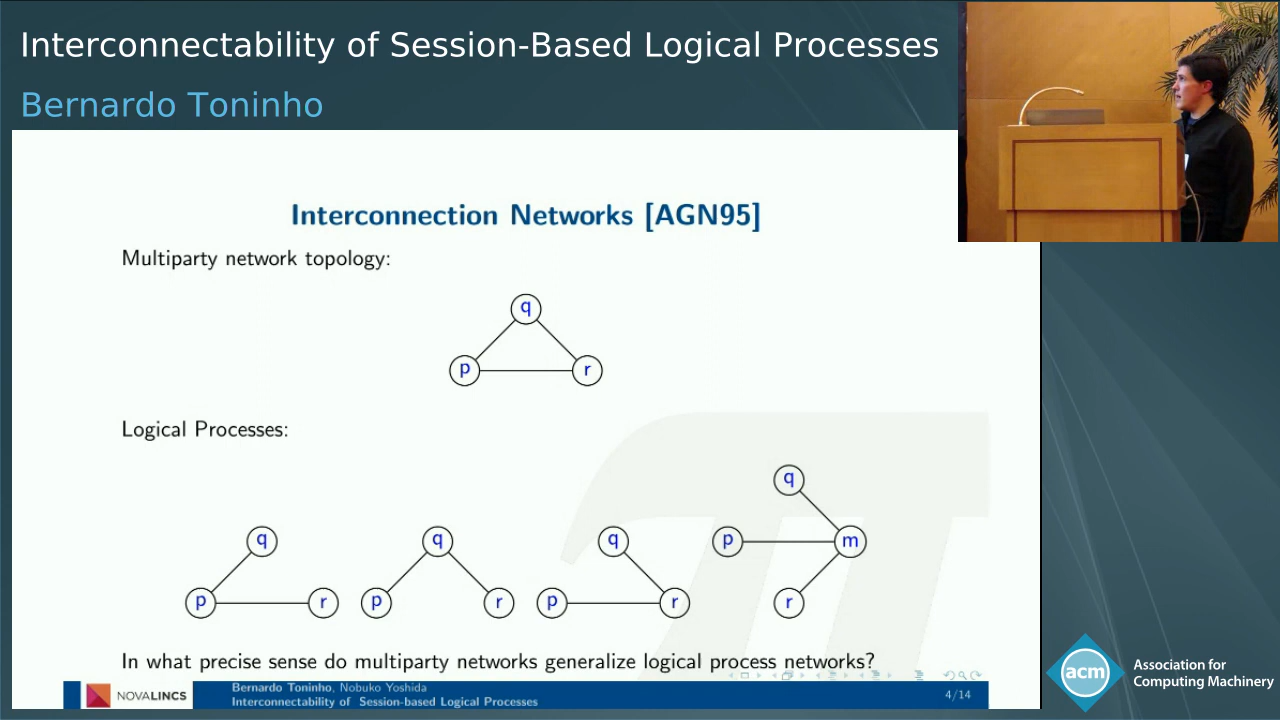 Interconnectability of Session-Based Logical Processes
Bernardo Toninho
Interconnection Networks [AGN95]
Multiparty network topology:
q
p r
Logical Processes:
q
q q q p m
p r p r p r r
In what precise sense do multiparty networks generalize logical process networks?
NOVALINCS
Bernardo Toninho, Nobuko Yoshida
Interconnectability of Session-based Logical Processes
4/14
acm
Association for
Computing Machinery